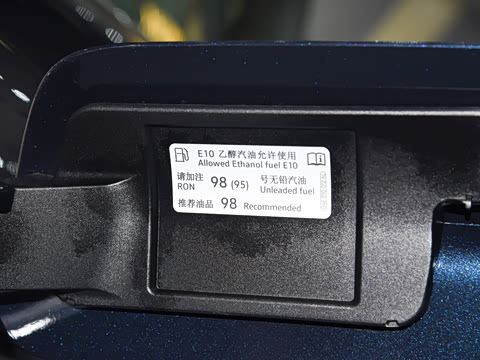 E10 乙醇汽油允许使用
Allowed Ethanol fuel E10
请加注 98 (95) 号无铅汽油
RON Unleaded fuel
推荐油品 98 Recommended